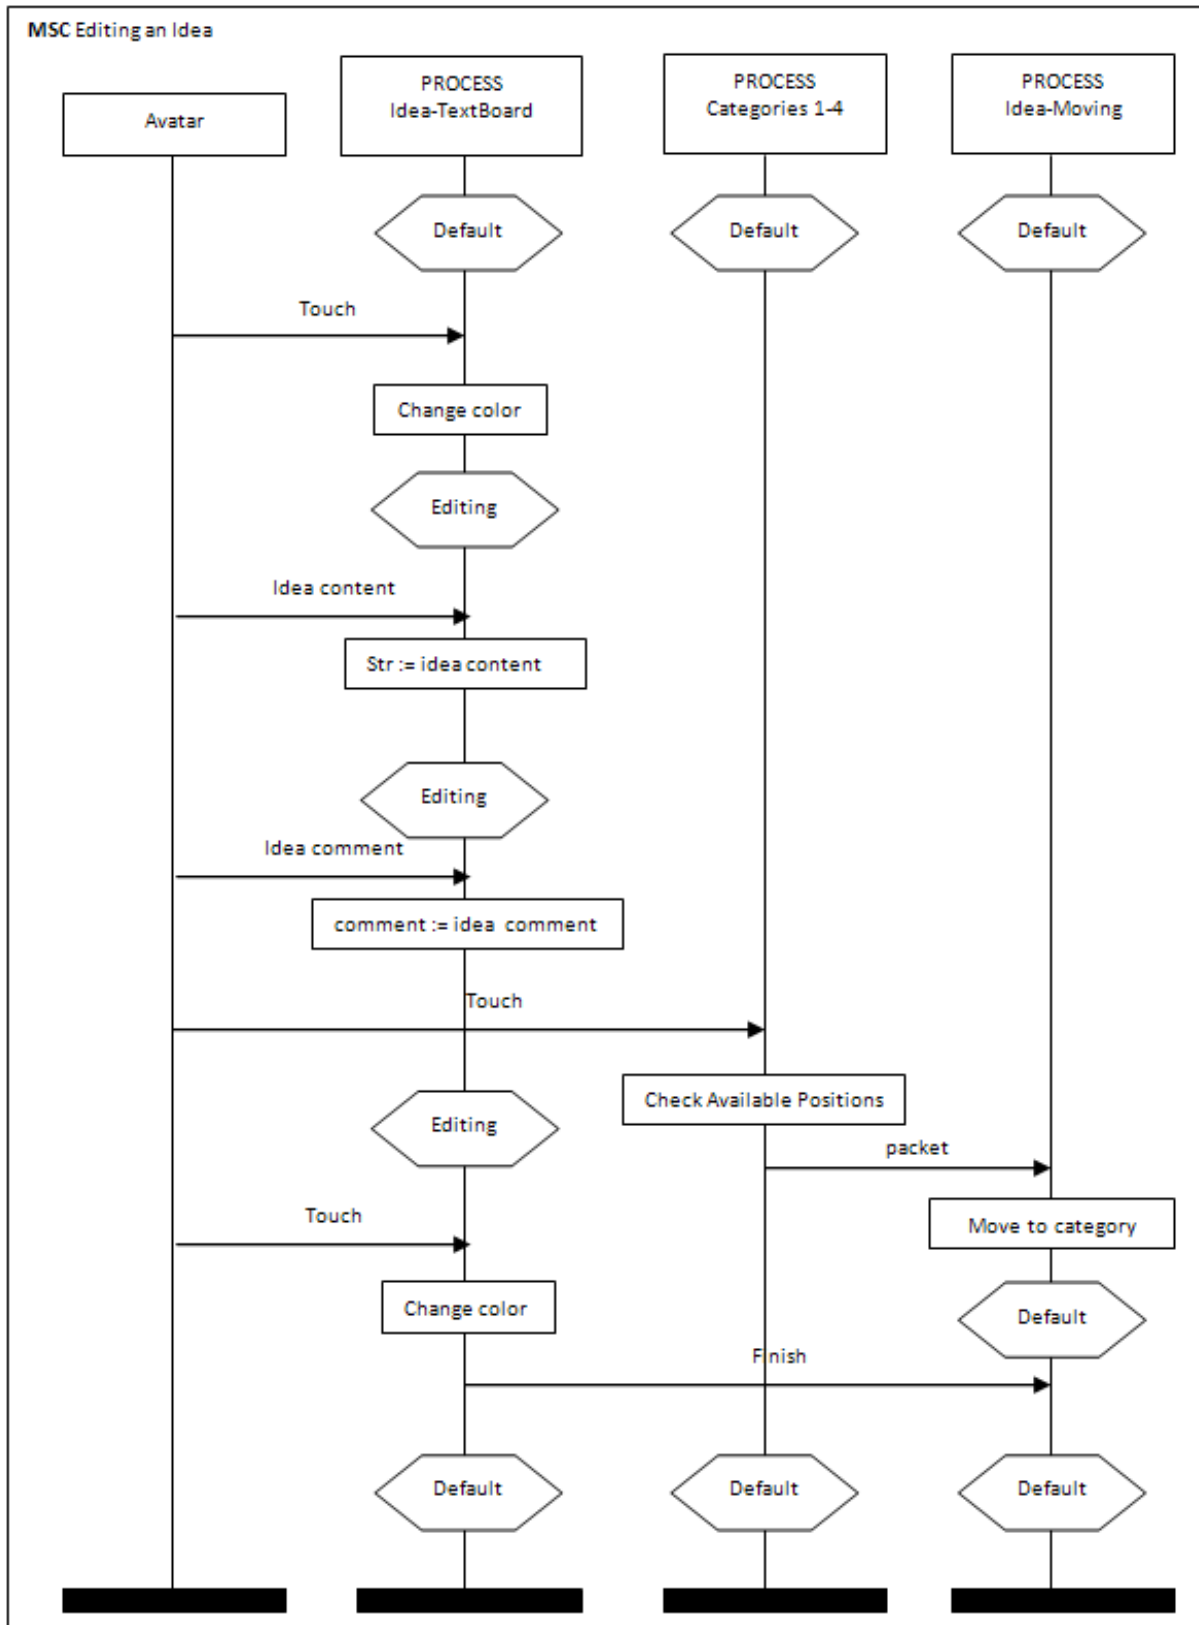 MSC Editing an Idea
Avatar
PROCESS
Idea-TextBoard
PROCESS
Categories 1-4
PROCESS
Idea-Moving
Default
Default
Default
Touch
Change color
Editing
Idea content
Str := idea content
Editing
Idea comment
comment := idea comment
Touch
Check Available Positions
Editing
packet
Touch
Move to category
Change color
Default
Finish
Default
Default
Default